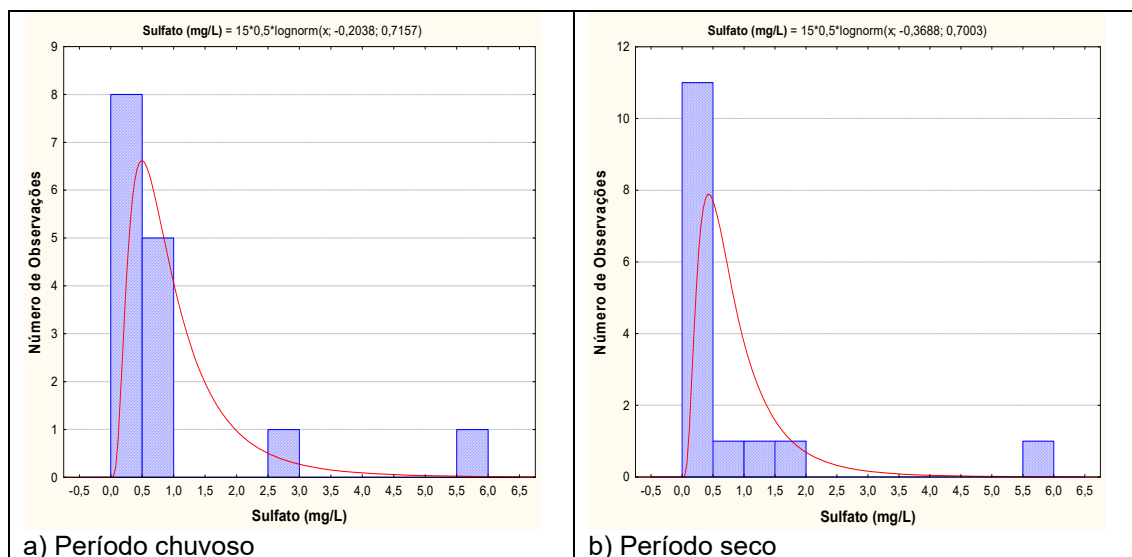 Sulfato (mg/L) = 15*0,5*lognorm(x; -0,2038; 0,7157)
9
8
7
6
5
4
3
2
1
0
Número de Observações
-0,5 0,0 0,5 1,0 1,5 2,0 2,5 3,0 3,5 4,0 4,5 5,0 5,5 6,0 6,5
Sulfato (mg/L)
a) Período chuvoso
Sulfato (mg/L) = 15*0,5*lognorm(x; -0,3688; 0,7003)
12
10
8
6
4
2
0
Número de Observações
-0,5 0,0 0,5 1,0 1,5 2,0 2,5 3,0 3,5 4,0 4,5 5,0 5,5 6,0 6,5
Sulfato (mg/L)
b) Período seco